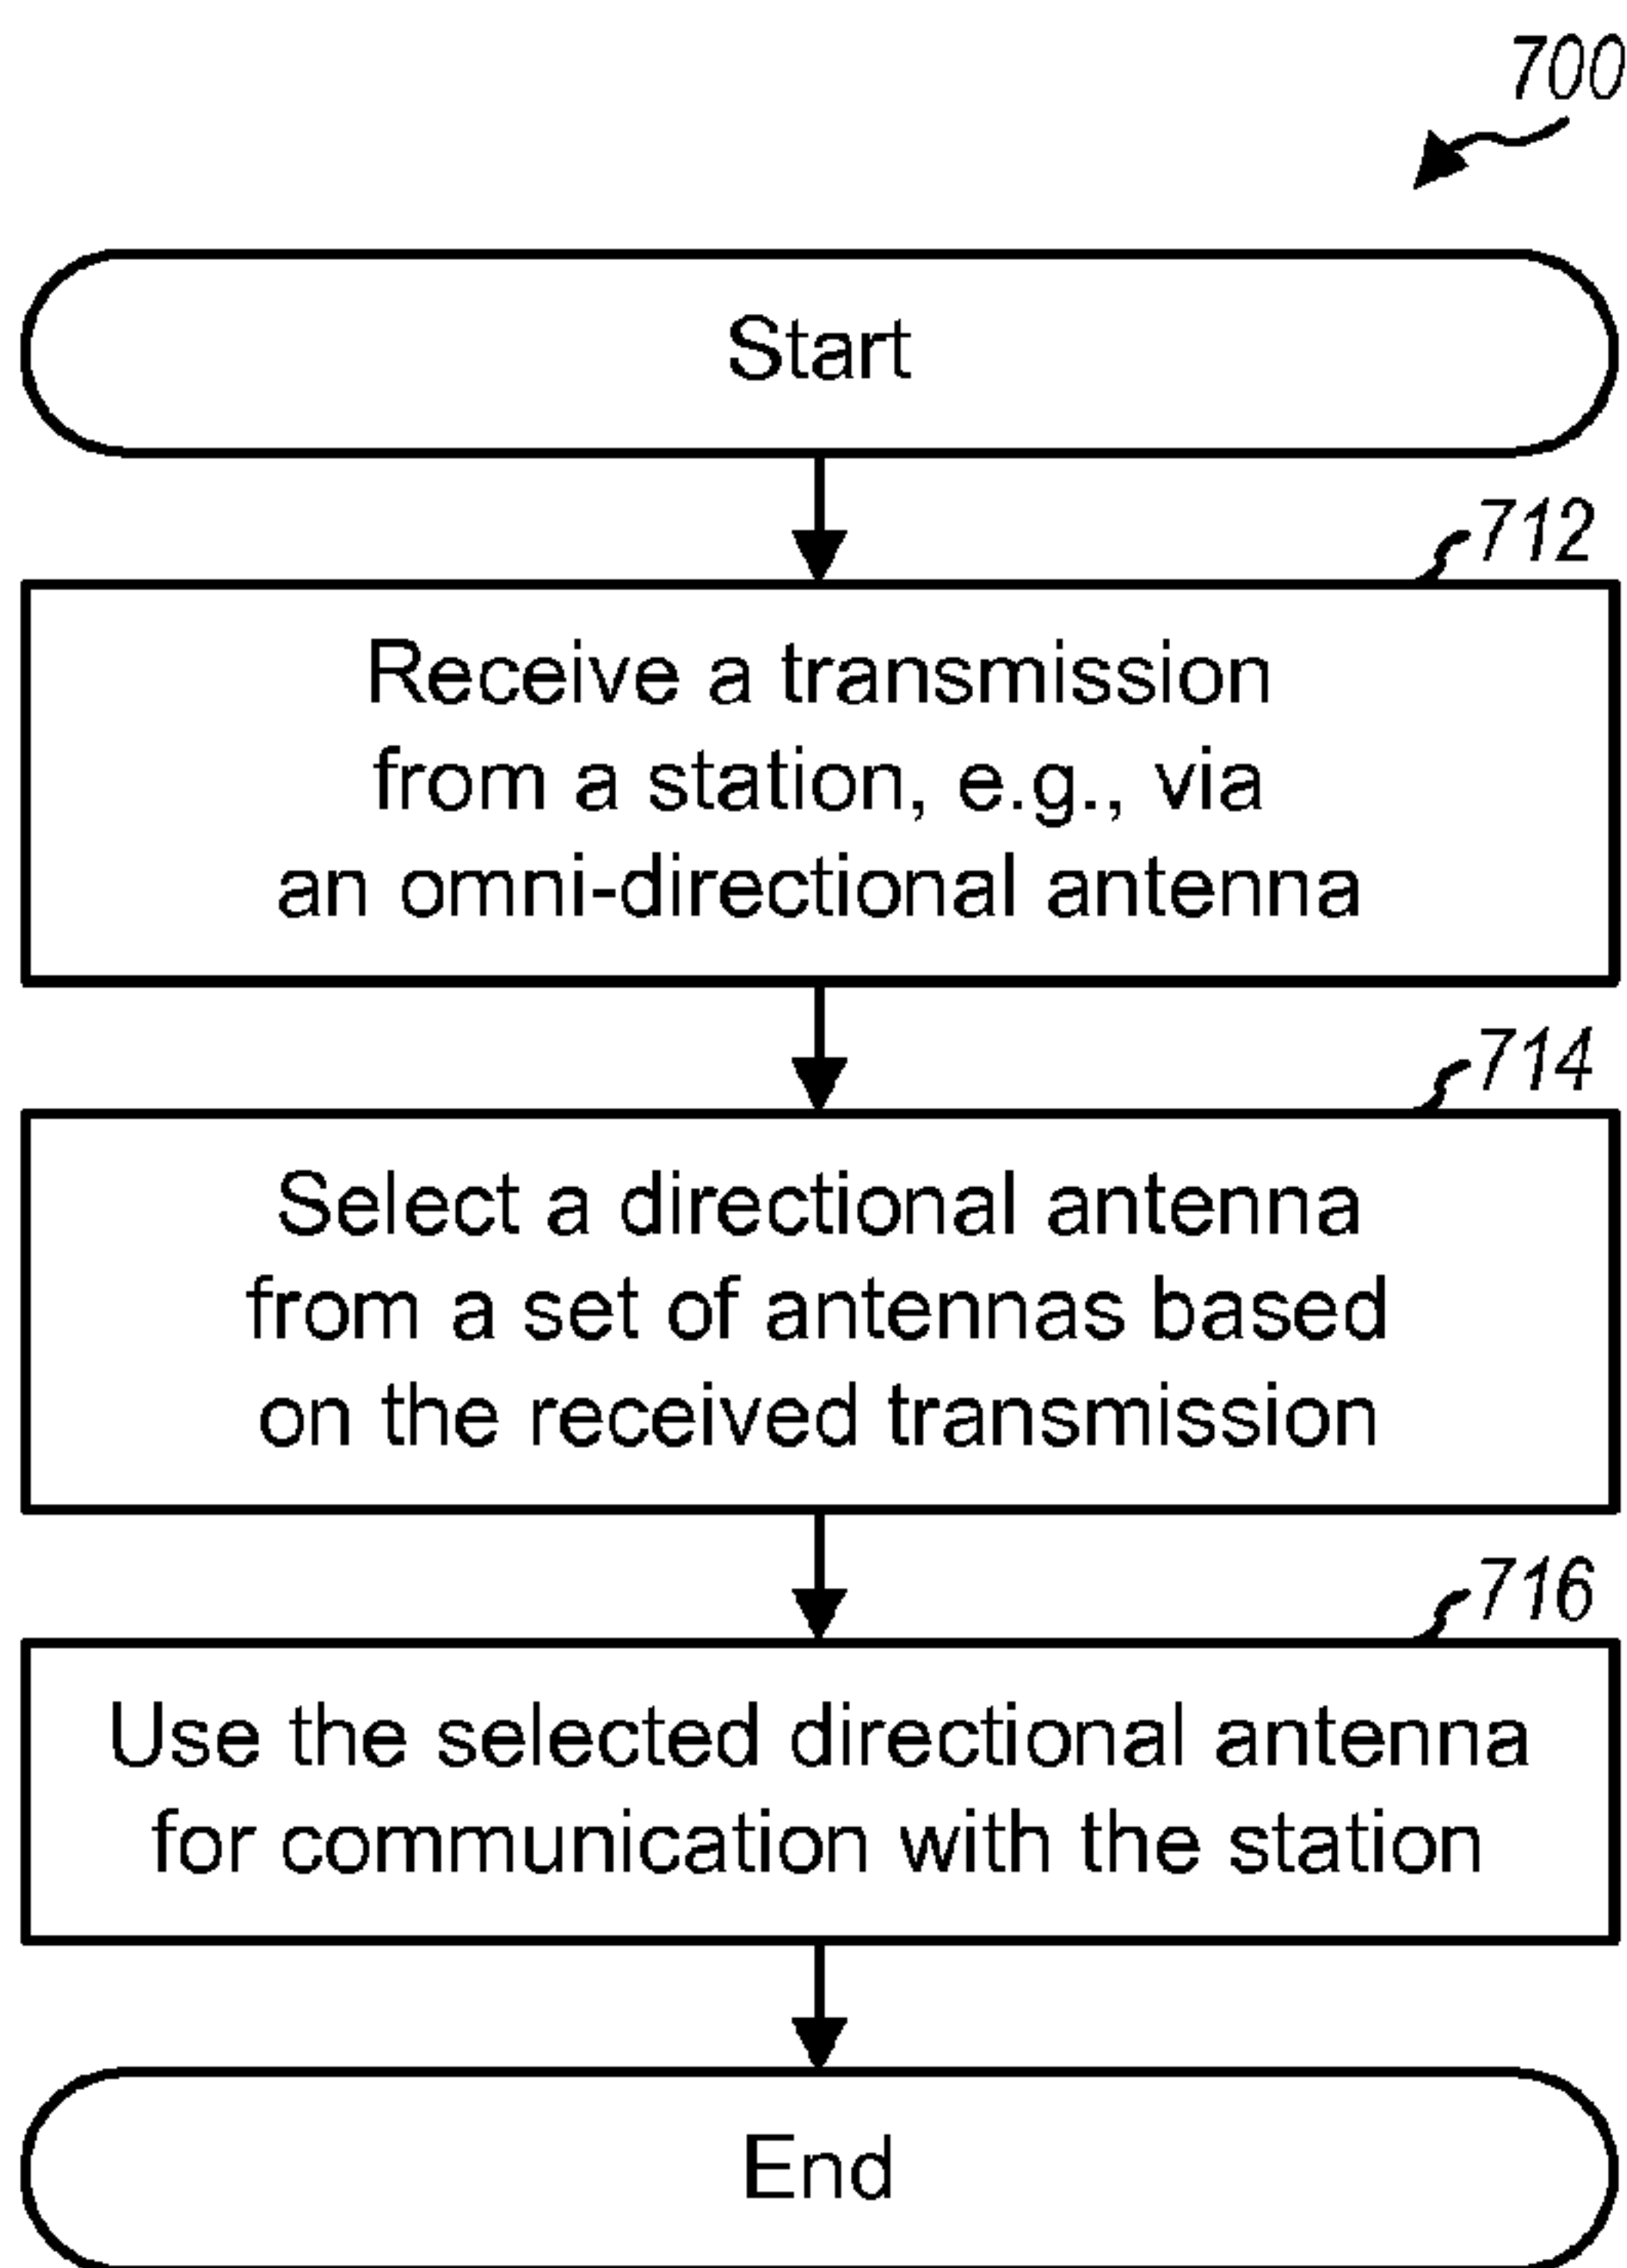 700
Start
712
Receive a transmission
from a station, e.g., via
an omni-directional antenna
714
Select a directional antenna
from a set of antennas based
on the received transmission
716
Use the selected directional antenna
for communication with the station
End